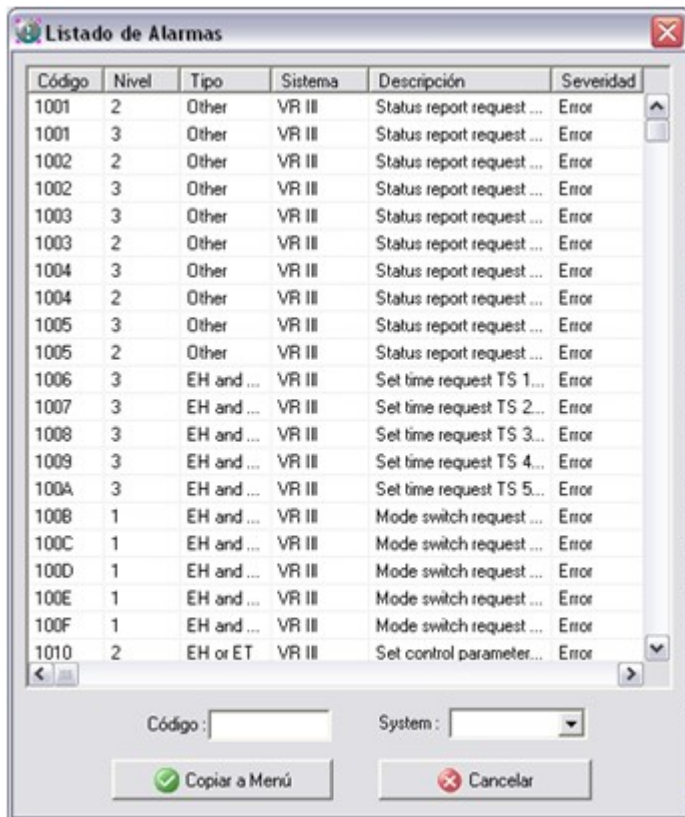 Listado de Alarmas
Código Nivel Tipo Sistema Descripción Severidad
1001 2 Other VR III Status report request ... Error
1001 3 Other VR III Status report request ... Error
1002 2 Other VR III Status report request ... Error
1002 3 Other VR III Status report request ... Error
1003 3 Other VR III Status report request ... Error
1003 2 Other VR III Status report request ... Error
1004 3 Other VR III Status report request ... Error
1004 2 Other VR III Status report request ... Error
1005 3 Other VR III Status report request ... Error
1005 2 Other VR III Status report request ... Error
1006 3 EH and ... VR III Set time request TS 1... Error
1007 3 EH and ... VR III Set time request TS 2... Error
1008 3 EH and ... VR III Set time request TS 3... Error
1009 3 EH and ... VR III Set time request TS 4... Error
100A 3 EH and ... VR III Set time request TS 5... Error
100B 1 EH and ... VR III Mode switch request ... Error
100C 1 EH and ... VR III Mode switch request ... Error
100D 1 EH and ... VR III Mode switch request ... Error
100E 1 EH and ... VR III Mode switch request ... Error
100F 1 EH and ... VR III Mode switch request ... Error
1010 2 EH or ET VR III Set control parameter... Error
Código : System :
Copiar a Menú Cancelar